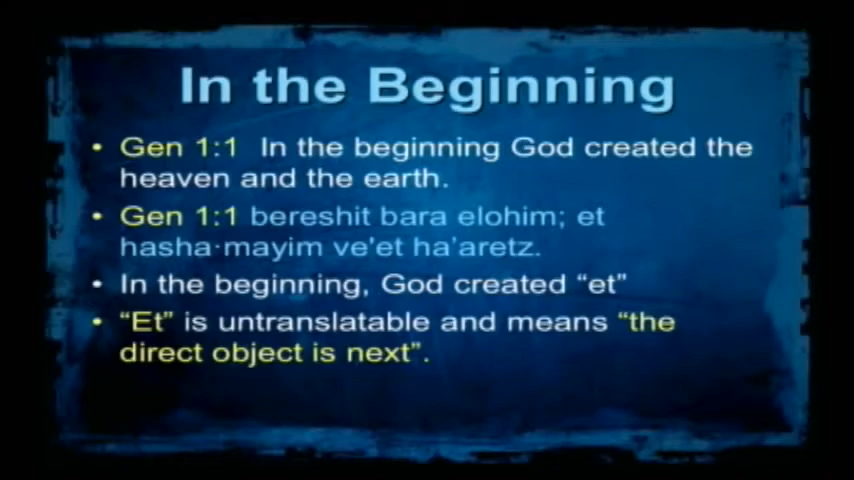 In the Beginning
• Gen 1:1 In the beginning God created the
heaven and the earth.
• Gen 1:1 bereshit bara elohim; et
hasha·mayim ve'et ha’aretz.
• In the beginning, God created “et”
• “Et” is untranslatable and means “the
direct object is next”.